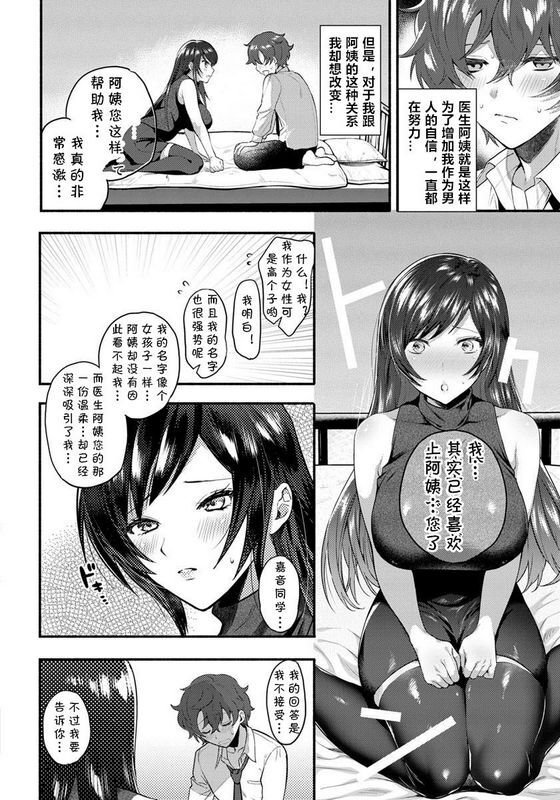 医生阿姨就是这样
为了增加我作为男
人的自信，一直都
在努力…
但是，对于我跟
阿姨的这种关系
我却想改变…
阿姨您这样
帮助我…
我真的非
常感激…
我…
其实已经喜欢
上阿姨…您了
什么！我？
我作为女性可
是高个子哟
我明白！
而且我的名字
也很强势呢
我的名字像个
女孩子一样…
阿姨却没有因
此看不起我…
而医生阿姨您的那
一份温柔…却已经
深深吸引了我…
ドキ…
嘉音同学…
我的回答是
我不接受…
不过我要
告诉你…